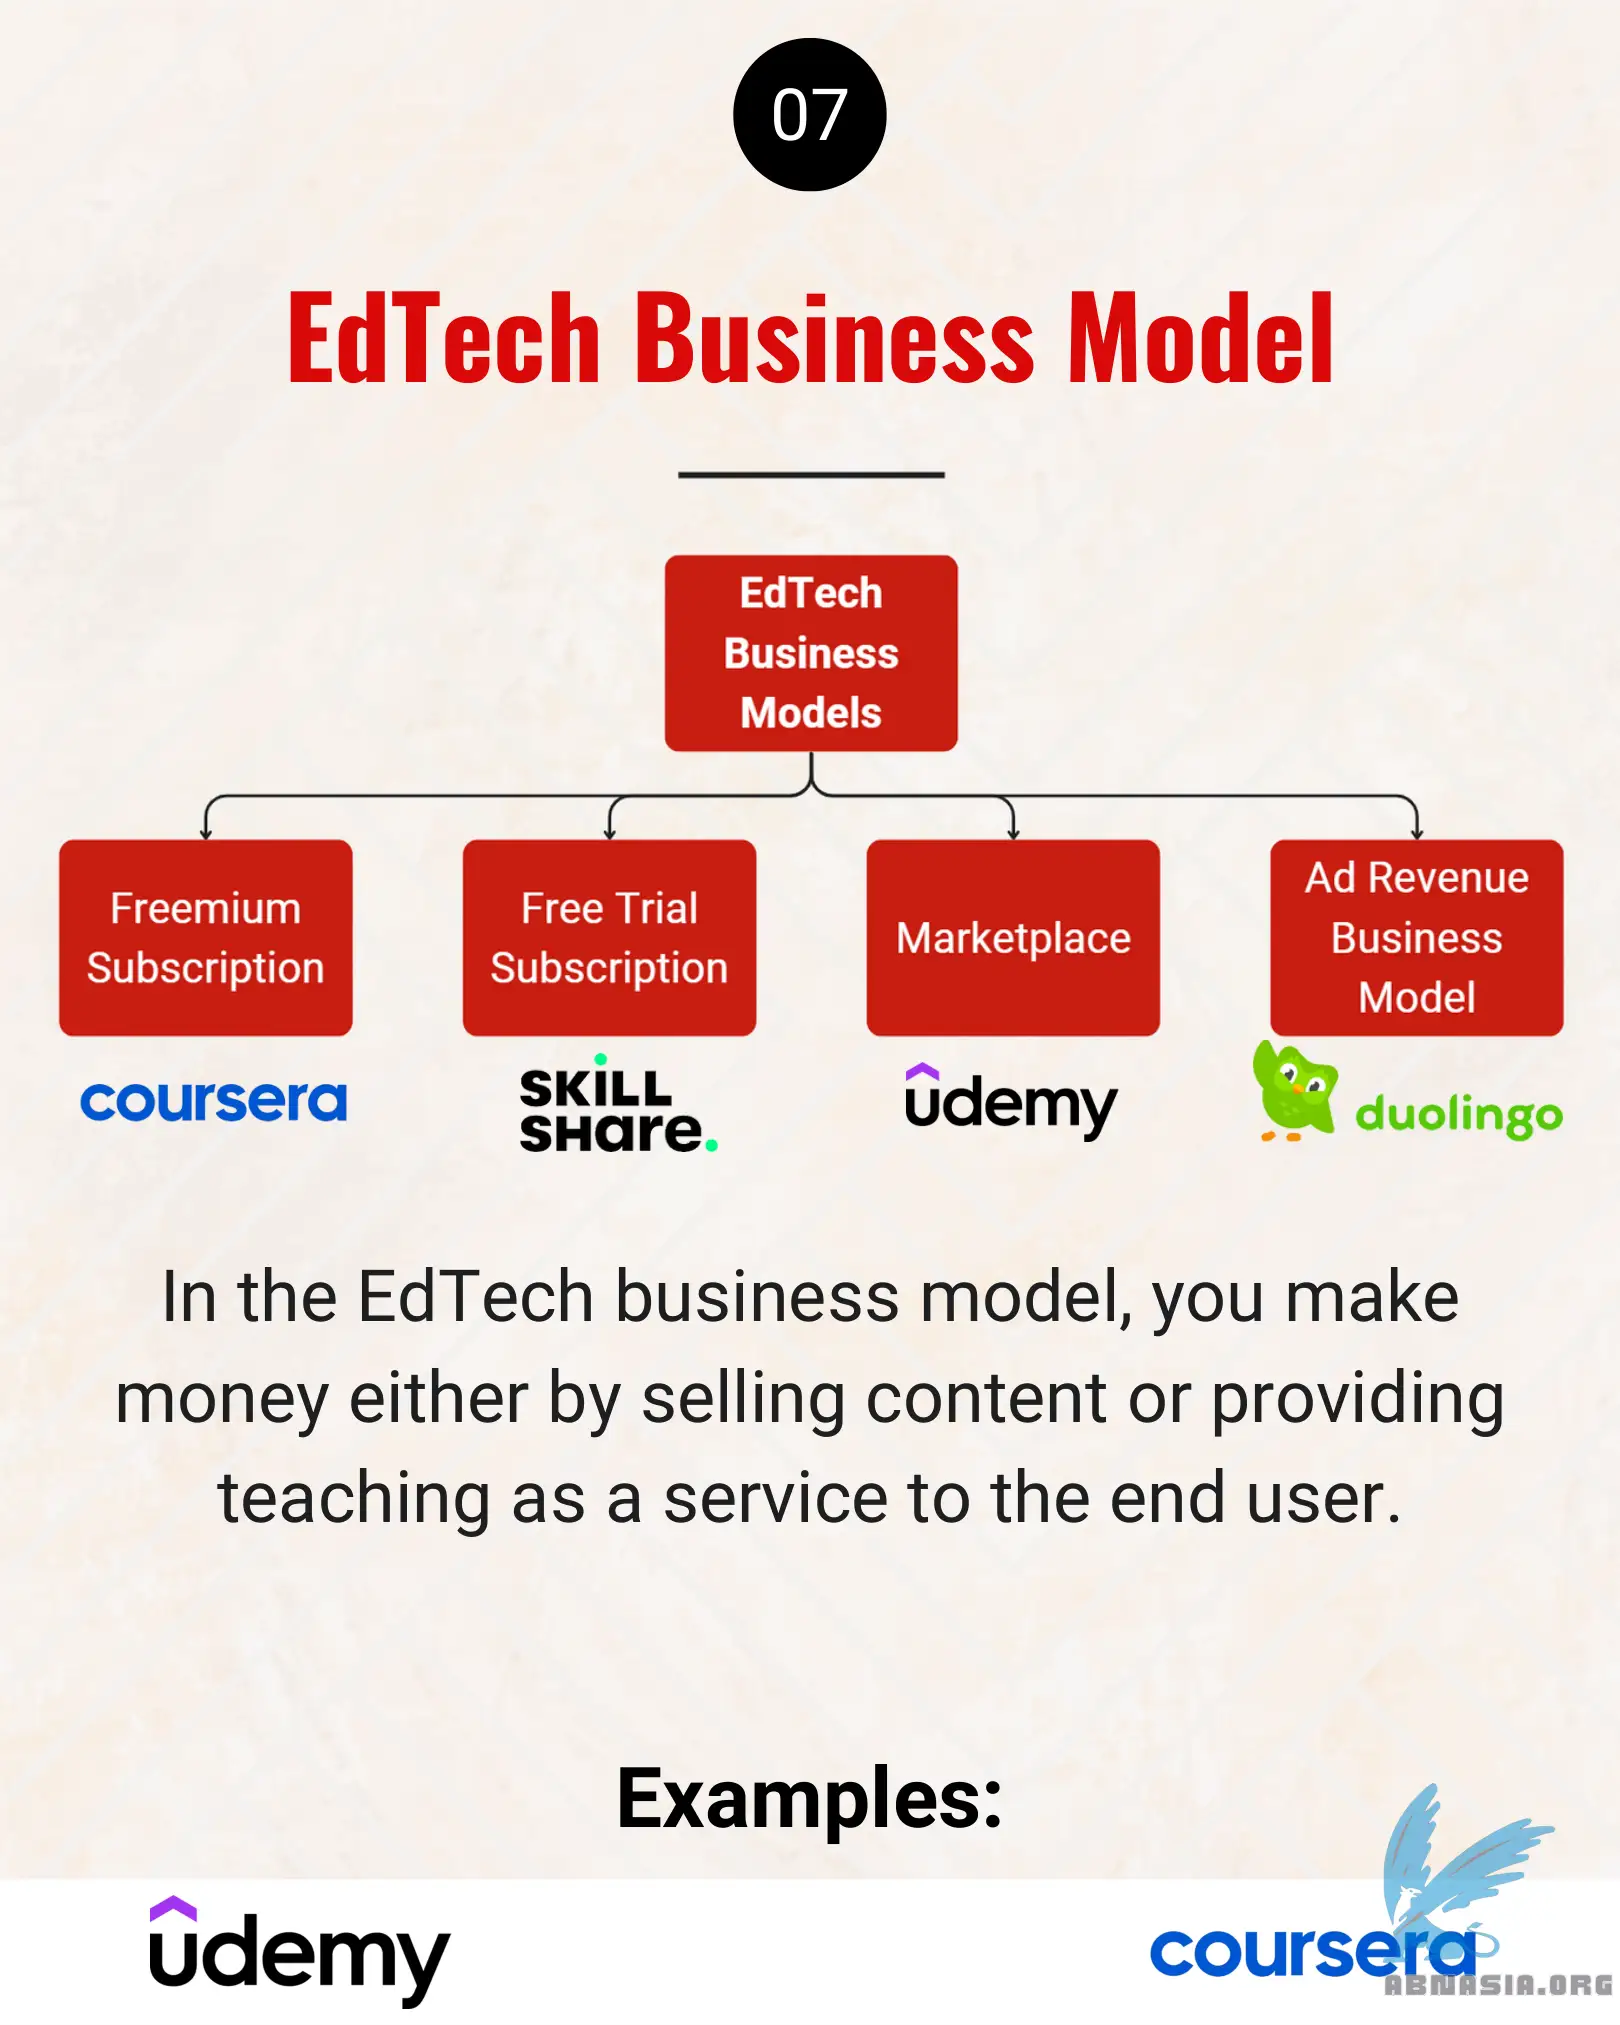 07
EdTech Business Model
EdTech
Business
Models
Freemium
Subscription
Free Trial
Subscription
Marketplace
Ad Revenue
Business
Model
coursera
SKILL
SHare.
udemy
duolingo
In the EdTech business model, you make
money either by selling content or providing
teaching as a service to the end user.
Examples:
udemy
coursera
ABMASIA.ORG